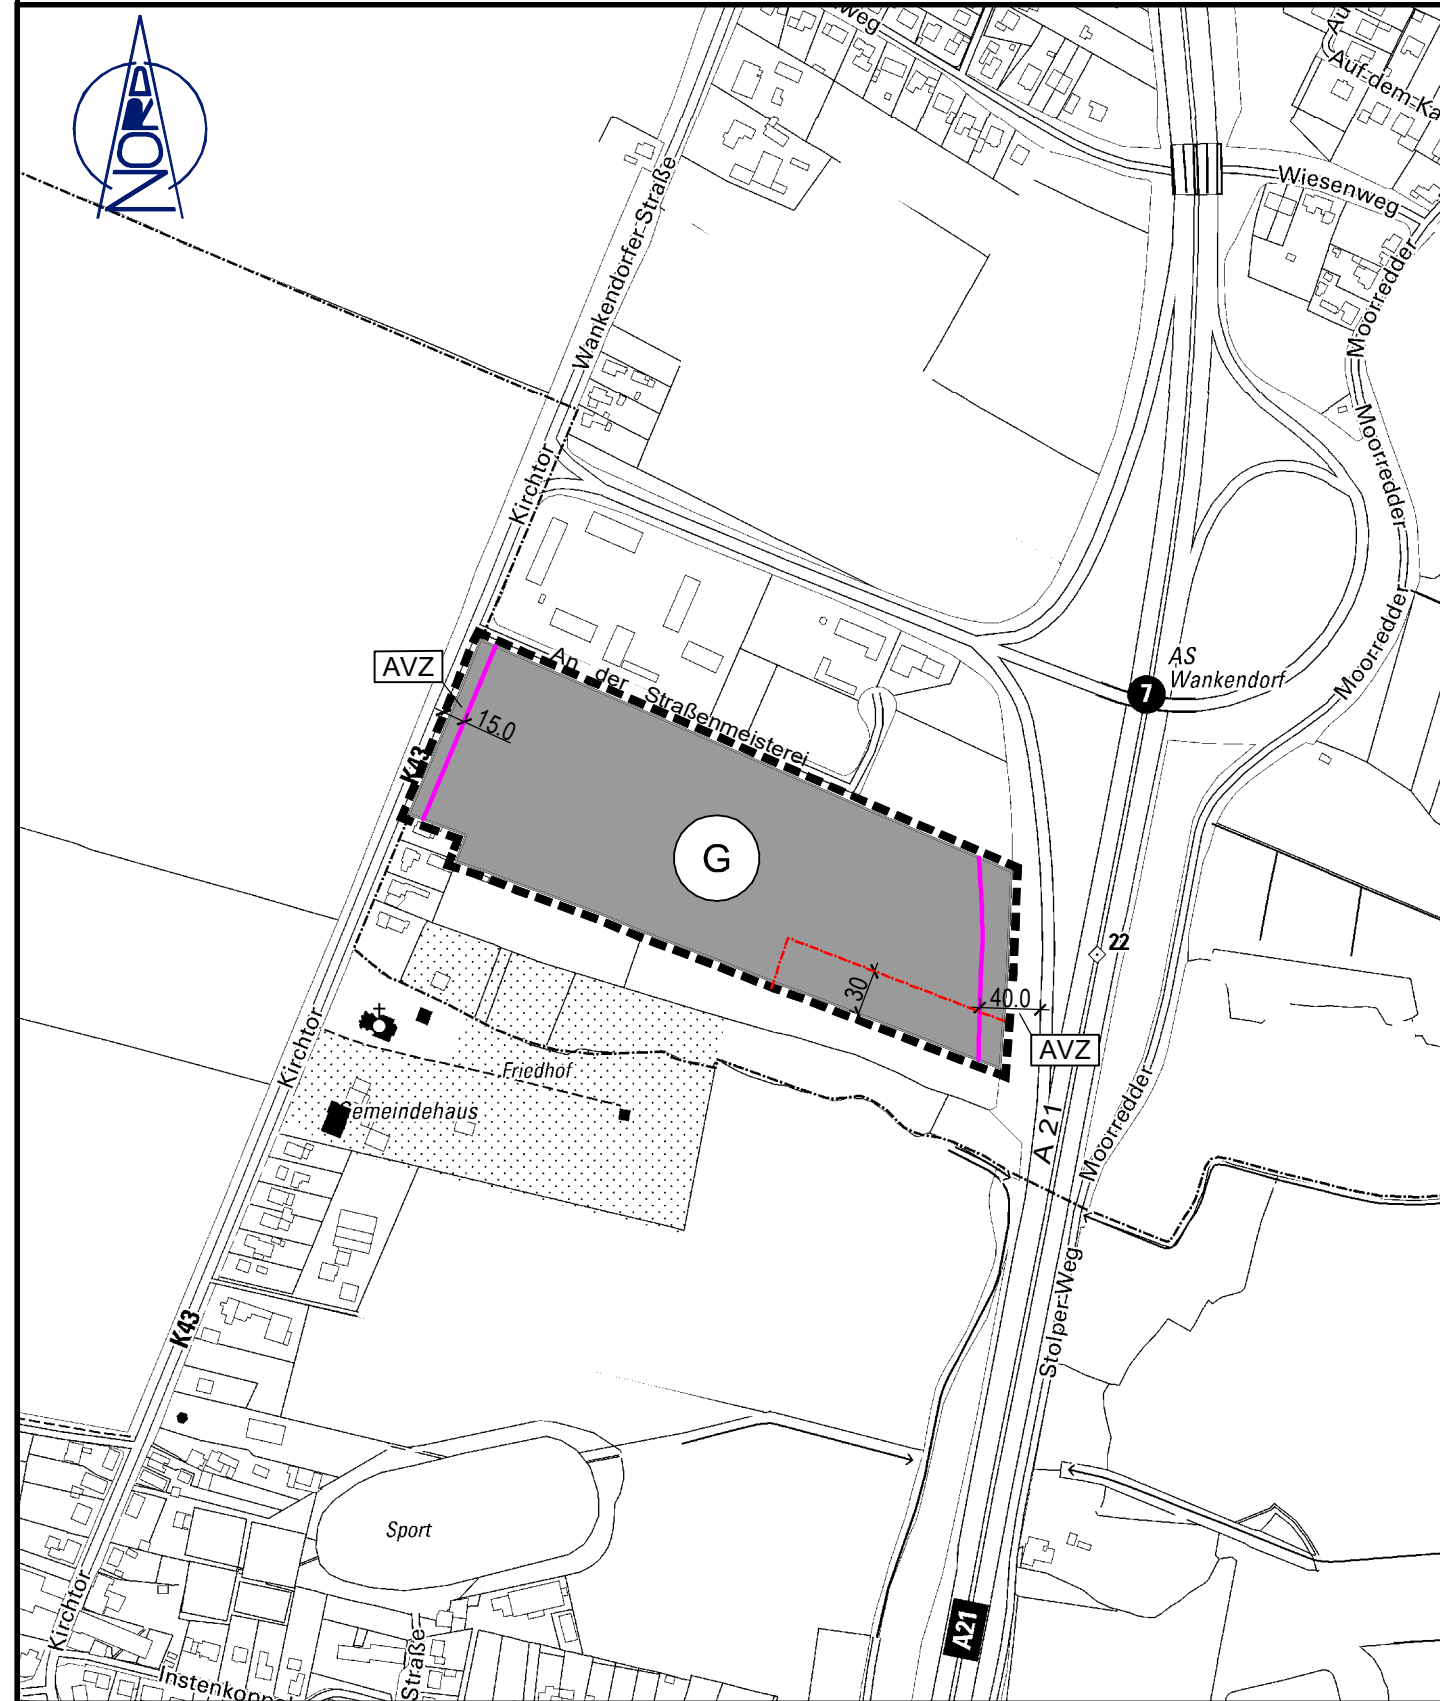 NORD
weg
Auf dem Ka
Wiesenweg
Moorredder
Wankendorfer Straße
Moorredder
Kirchtor
Moorredder
AS
Wankendorf
7
Moorredder
AVZ
15.0
An der Straßenmeisterei
K43
G
22
30
40.0
AVZ
Kirchtor
Friedhof
Gemeindehaus
A 21
Moorredder
K43
Stolper Weg
Sport
Kirchtor
A21
Straße
Instenkoppel